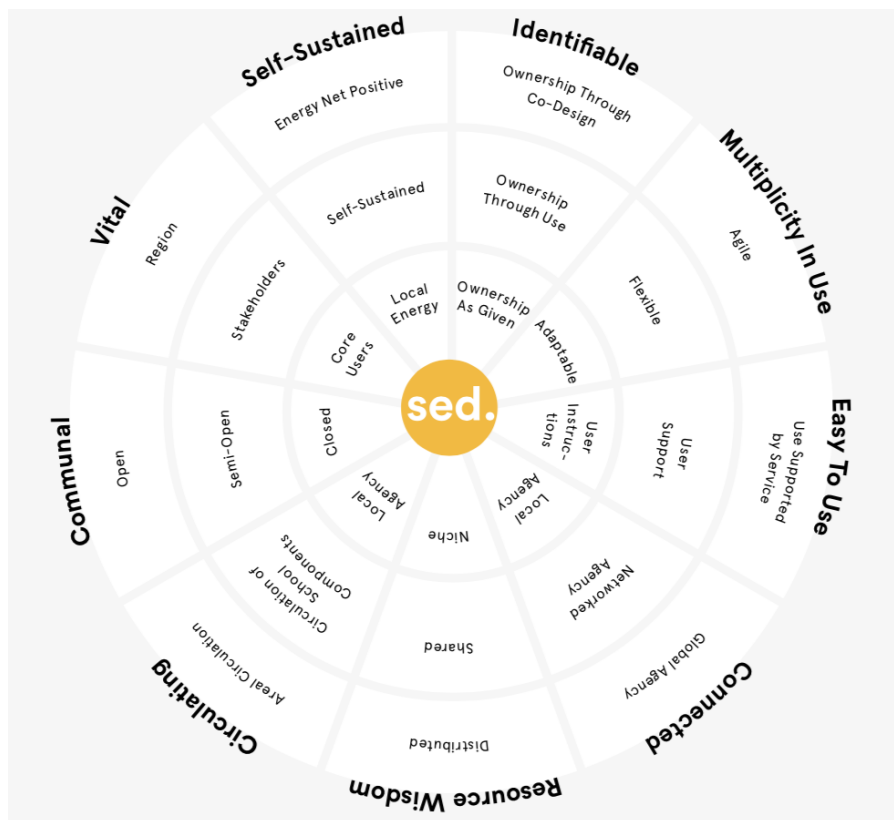 Identifiable
Ownership Through
Co-Design
Ownership
Through Use
Ownership
As Given
Multiplicity In Use
Agile
Flexible
Adaptable
Easy To Use
Use Supported
by Service
User
Support
User
Instruc-
tions
Connected
Global Agency
Networked
Agency
Local
Agency
Resource Wisdom
Distributed
Shared
Niche
Circulating
Areal Circulation
Circulation of
School
Components
Local
Agency
Communal
Open
Semi-Open
Closed
Vital
Region
Stakeholders
Core
Users
Self-Sustained
Energy Net Positive
Self-Sustained
Local
Energy
sed.